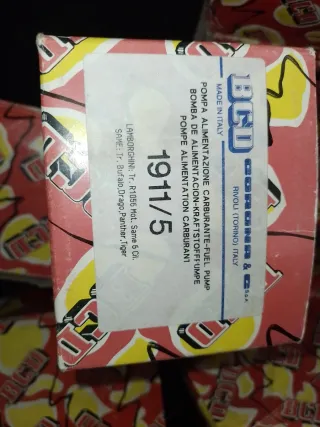 BCD CORONA & C s.a.s.
MADE IN ITALY
RIVOLI (TORINO) ITALY
POMPA ALIMENTAZIONE CARBURANTE-FUEL PUMP
BOMBA DE ALIMENTACION-KRAFTSTOFFPUMPE
POMPE ALIMENTATION CARBURANT
1911/5
LAMBORGHINI: Tr. R1056 Mot. Same 6 Cil.
SAME: Tr. Bufalo,Drago,Panther,Tiger